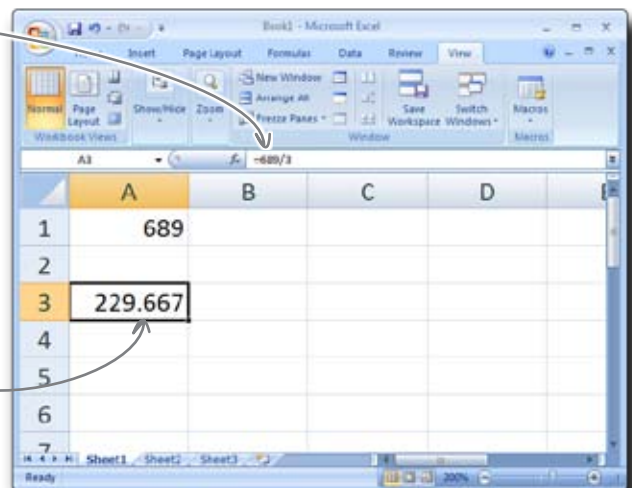 Book1 - Microsoft Excel
Insert Page Layout Formulas Data Review View
Normal Page Layout Show/Hide Zoom New Window Arrange All Freeze Panes Save Workspace Switch Windows Macros
Workbook Views Window Macros
A3 fx =689/3
A B C D E
1 689
2
3 229.667
4
5
6
7
Sheet1 Sheet2 Sheet3
Ready 200%